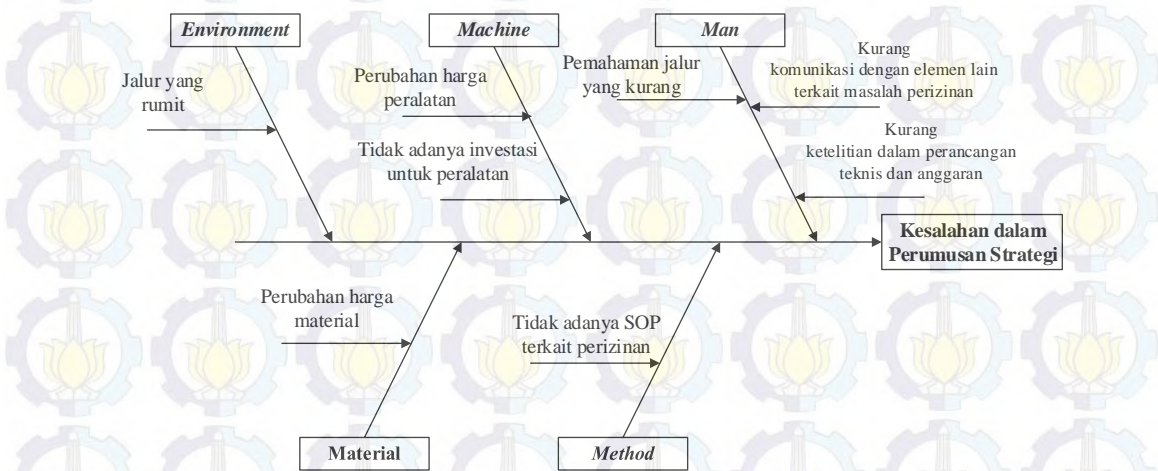 Environment
Machine
Man
Jalur yang
rumit
Perubahan harga
peralatan
Tidak adanya investasi
untuk peralatan
Pemahaman jalur
yang kurang
Kurang
komunikasi dengan elemen lain
terkait masalah perizinan
Kurang
ketelitian dalam perancangan
teknis dan anggaran
Kesalahan dalam
Perumusan Strategi
Perubahan harga
material
Tidak adanya SOP
terkait perizinan
Material
Method